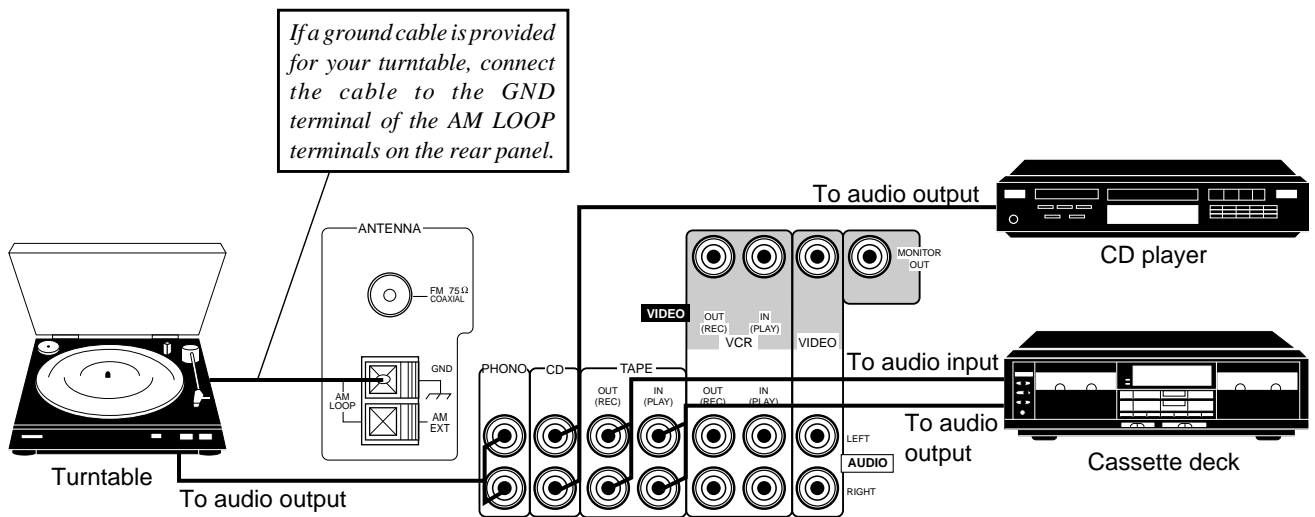 If a ground cable is provided
for your turntable, connect
the cable to the GND
terminal of the AM LOOP
terminals on the rear panel.
To audio output
CD player
ANTENNA
FM 75Ω
COAXIAL
MONITOR
OUT
VIDEO
OUT
(REC)
IN
(PLAY)
VCR
VIDEO
GND
AM
LOOP
AM
EXT
PHONO
CD
TAPE
OUT
(REC)
IN
(PLAY)
OUT
(REC)
IN
(PLAY)
To audio input
To audio
output
LEFT
AUDIO
RIGHT
Cassette deck
Turntable
To audio output